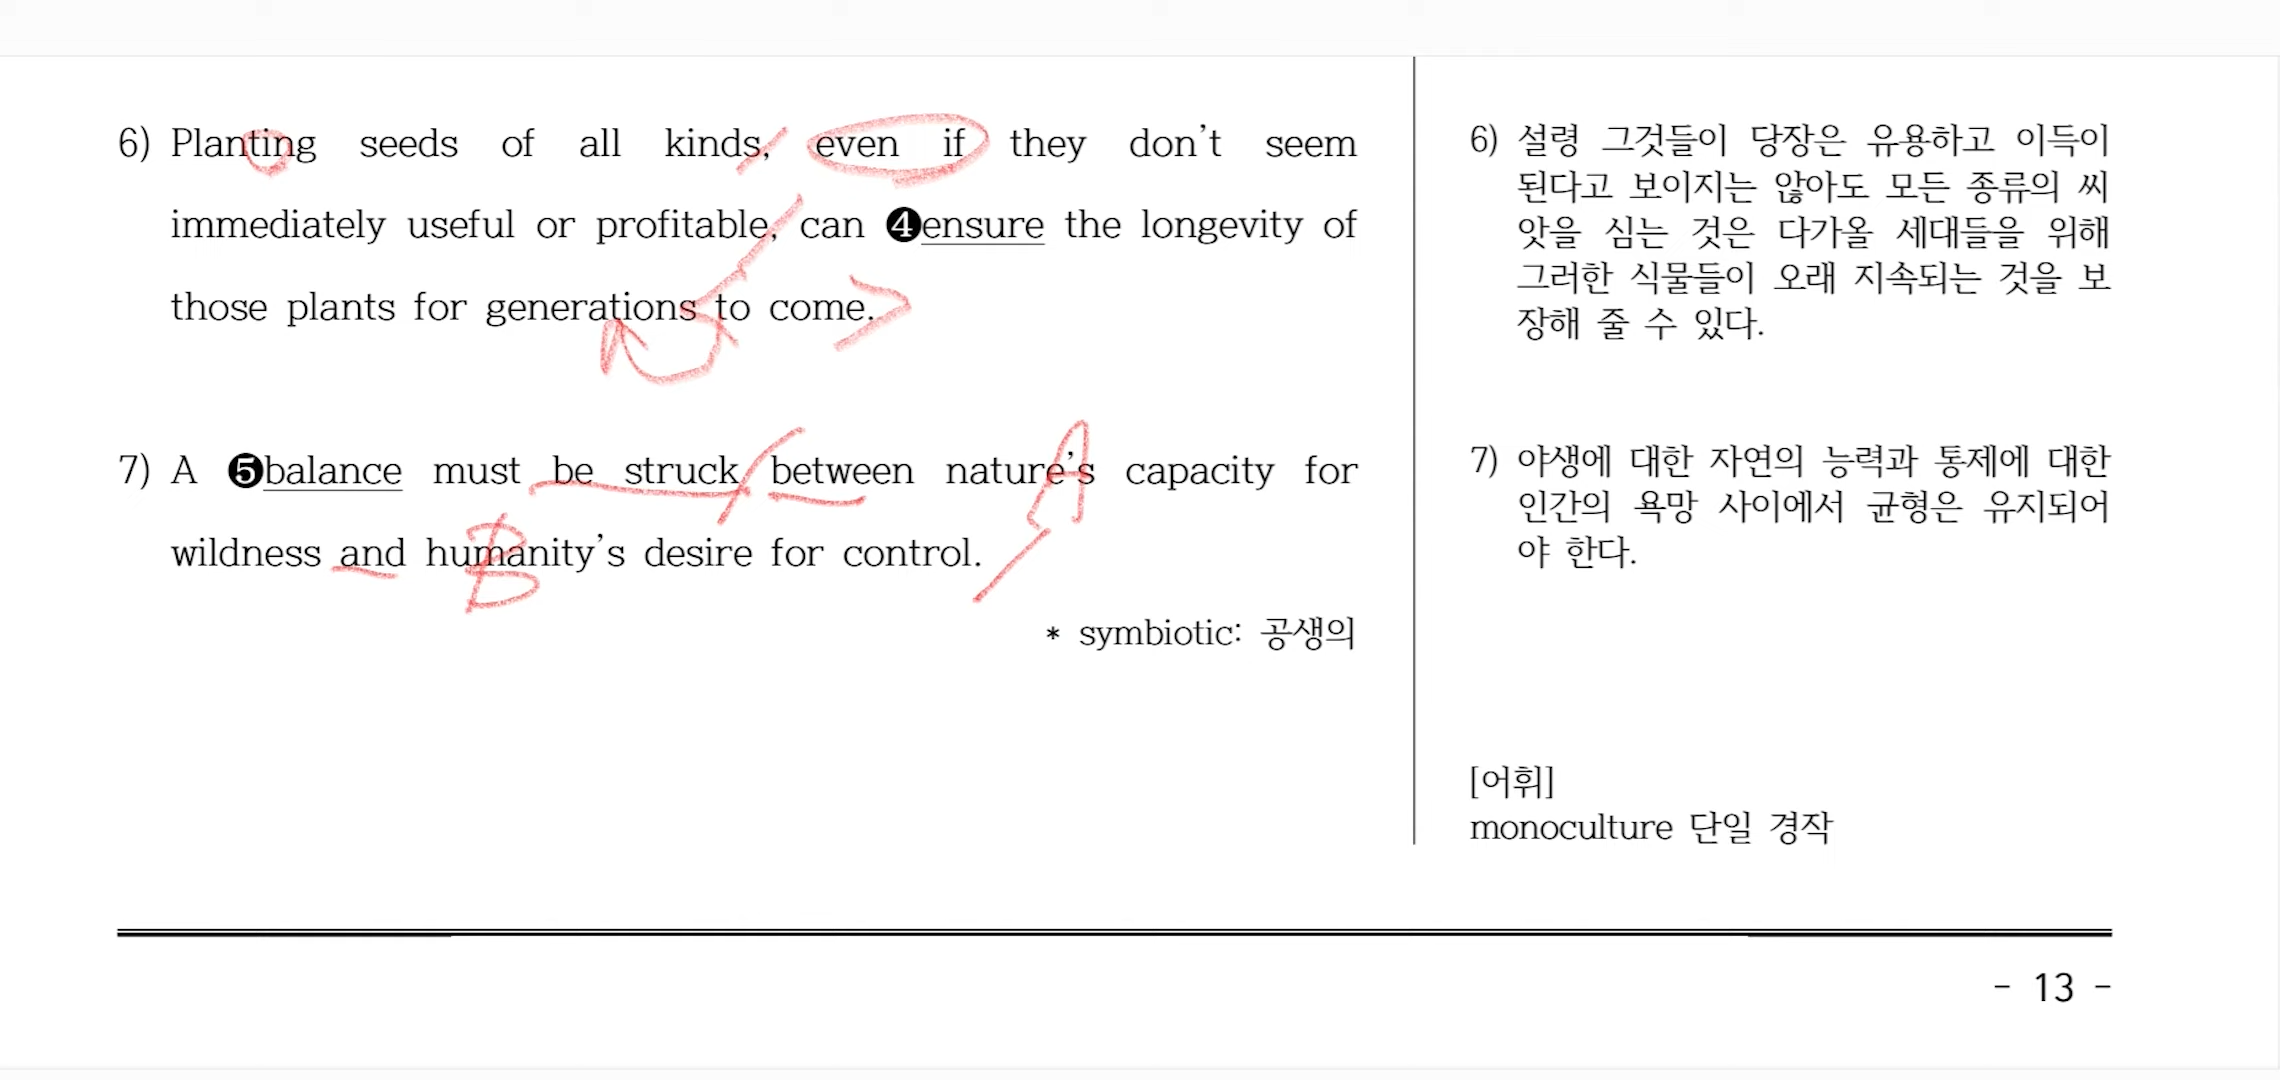 6) Planting seeds of all kinds, even if they don't seem
immediately useful or profitable, can ❹ensure the longevity of
those plants for generations to come.
7) A ❺balance must be struck between nature's capacity for
A
wildness and humanity's desire for control.
B
* symbiotic: 공생의
6) 설령 그것들이 당장은 유용하고 이득이
된다고 보이지는 않아도 모든 종류의 씨
앗을 심는 것은 다가올 세대들을 위해
그러한 식물들이 오래 지속되는 것을 보
장해 줄 수 있다.
7) 야생에 대한 자연의 능력과 통제에 대한
인간의 욕망 사이에서 균형은 유지되어
야 한다.
[어휘]
monoculture 단일 경작
- 13 -